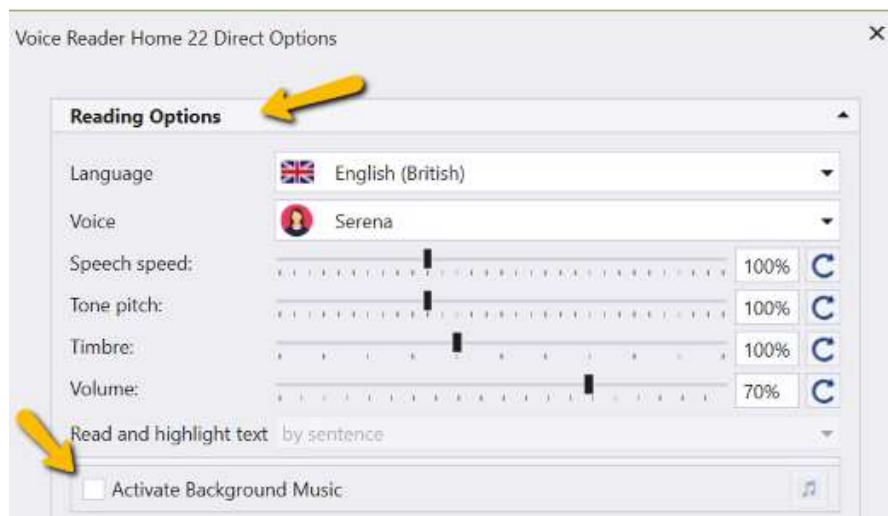 Voice Reader Home 22 Direct Options
Reading Options
Language English (British)
Voice Serena
Speech speed: 100%
Tone pitch: 100%
Timbre: 100%
Volume: 70%
Read and highlight text by sentence
Activate Background Music